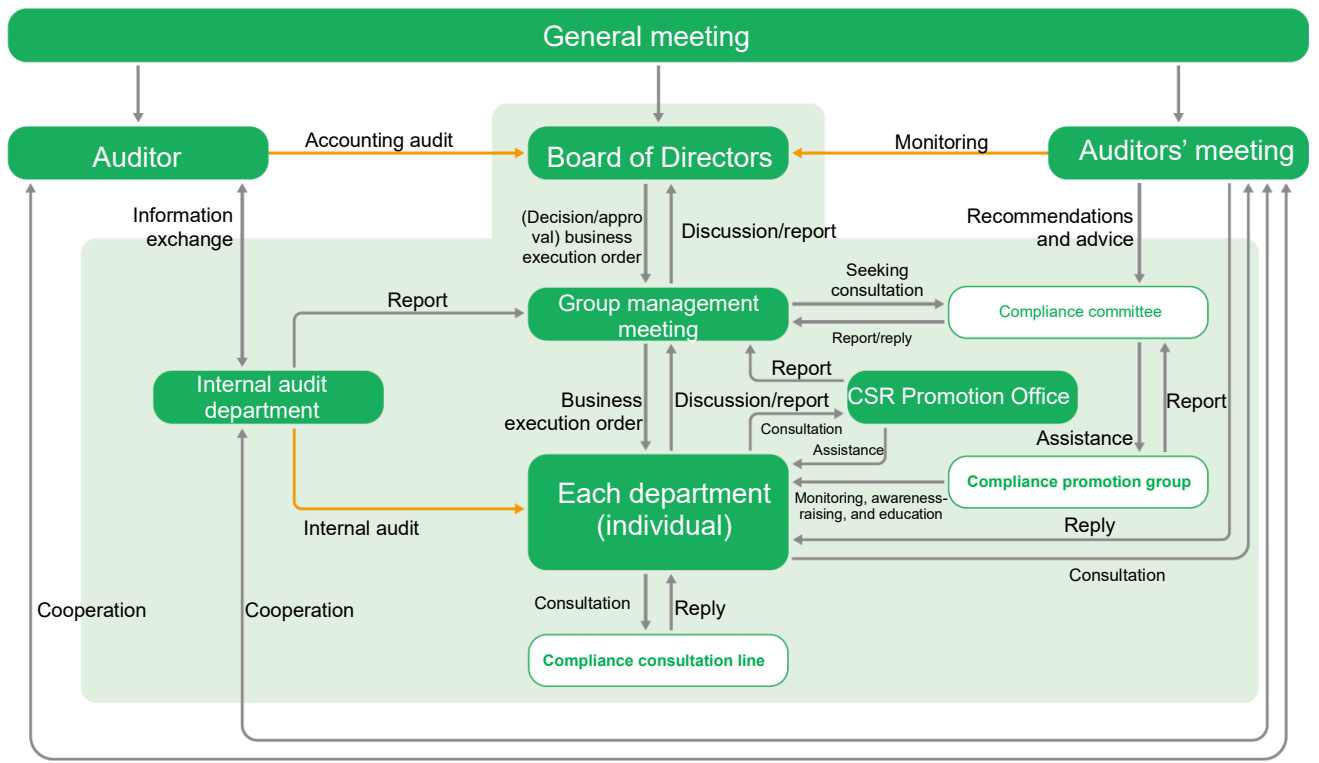 General meeting
Auditor
Accounting audit
Board of Directors
Monitoring
Auditors’ meeting
Information
exchange
(Decision/appro
val) business
execution order
Discussion/report
Recommendations
and advice
Seeking
consultation
Report
Group management
meeting
Compliance committee
Report/reply
Report
Internal audit
department
Business
execution order
Discussion/report
CSR Promotion Office
Report
Consultation
Assistance
Assistance
Each department
(individual)
Compliance promotion group
Monitoring, awareness-
raising, and education
Internal audit
Reply
Consultation
Cooperation
Cooperation
Consultation
Reply
Compliance consultation line